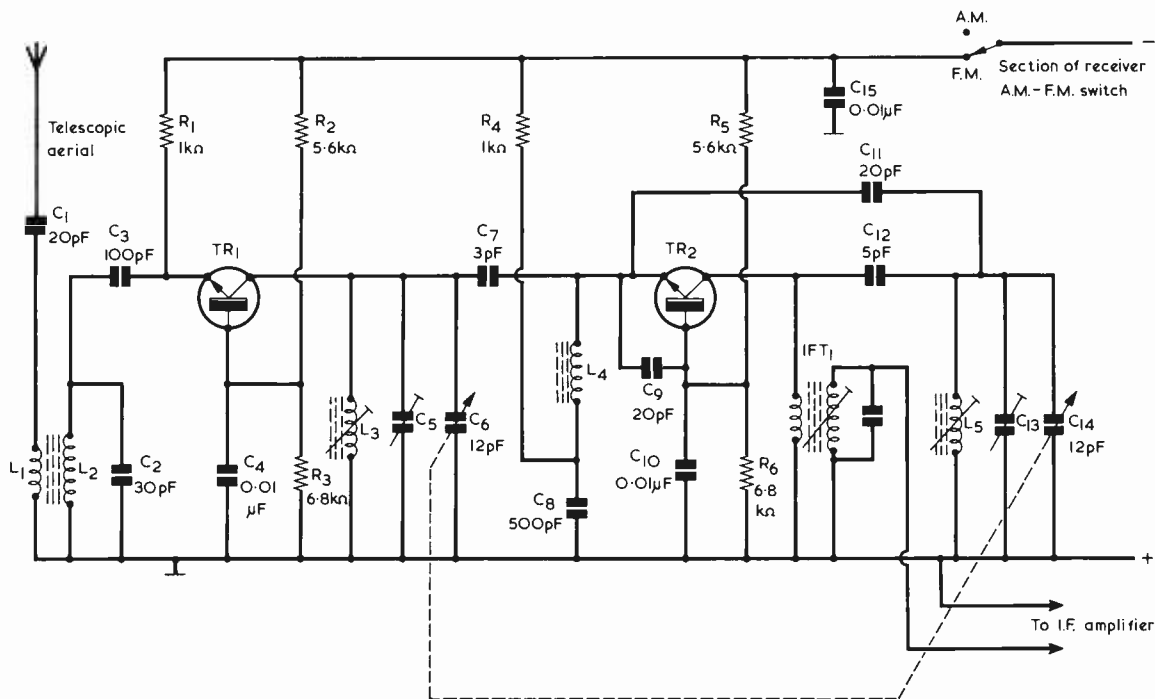 A.M.
F.M.
−
Section of receiver
A.M.–F.M. switch
Telescopic
aerial
R1
1kΩ
R2
5·6kΩ
R4
1kΩ
R5
5·6kΩ
C15
0·01µF
C11
20pF
C1
20pF
C3
100pF
TR1
C7
3pF
TR2
C12
5pF
L1
L2
C2
30pF
C4
0·01
µF
R3
6·8kΩ
L3
C5
C6
12pF
L4
C8
500pF
C9
20pF
C10
0·01µF
R6
6·8
kΩ
IFT1
L5
C13
C14
12pF
+
To I.F. amplifier